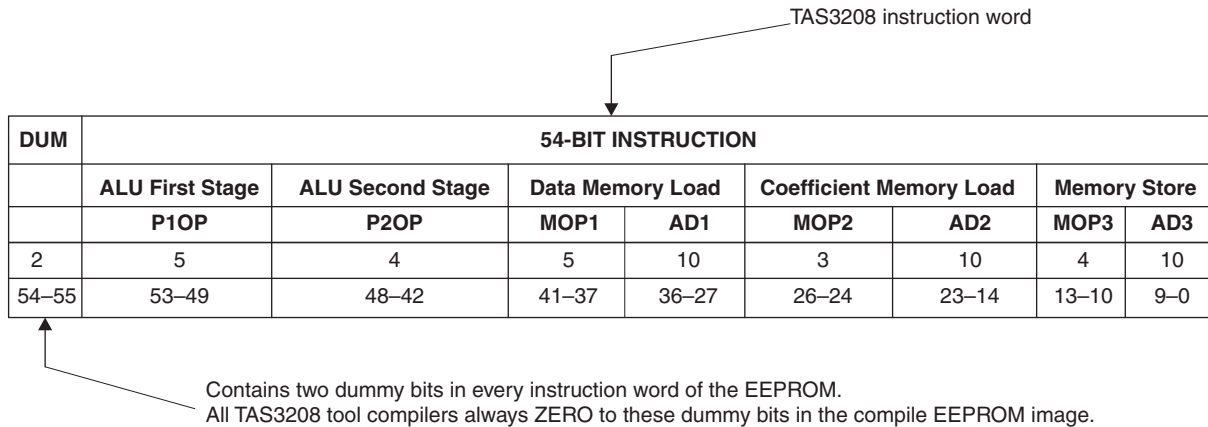 TAS3208 instruction word
DUM 54-BIT INSTRUCTION
ALU First Stage ALU Second Stage Data Memory Load Coefficient Memory Load Memory Store
P1OP P2OP MOP1 AD1 MOP2 AD2 MOP3 AD3
2 5 4 5 10 3 10 4 10
54–55 53–49 48–42 41–37 36–27 26–24 23–14 13–10 9–0
Contains two dummy bits in every instruction word of the EEPROM.
All TAS3208 tool compilers always ZERO to these dummy bits in the compile EEPROM image.